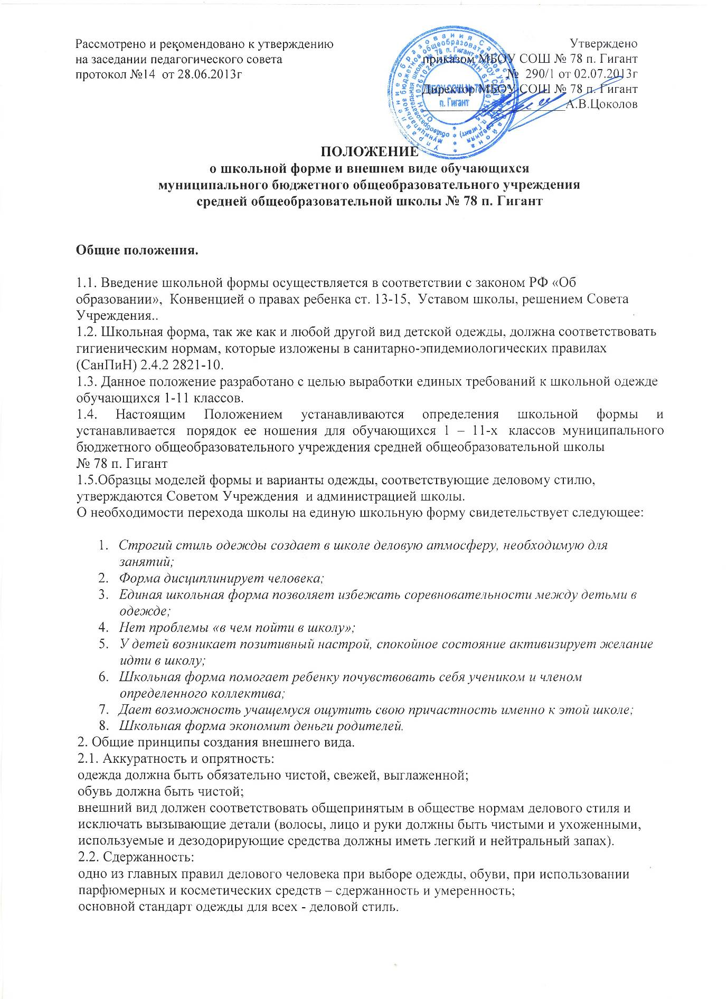 Рассмотрено и рекомендовано к утверждению
на заседании педагогического совета
протокол №14 от 28.06.2013г
Утверждено
приказом МБОУ СОШ № 78 п. Гигант
№ 290/1 от 02.07.2013г
Директор МБОУ СОШ № 78 п. Гигант
А.В.Цоколов
МБОУ СОШ № 78
п. Гигант
ПОЛОЖЕНИЕ
о школьной форме и внешнем виде обучающихся
муниципального бюджетного общеобразовательного учреждения
средней общеобразовательной школы № 78 п. Гигант
Общие положения.
1.1. Введение школьной формы осуществляется в соответствии с законом РФ «Об
образовании», Конвенцией о правах ребенка ст. 13-15, Уставом школы, решением Совета
Учреждения..
1.2. Школьная форма, так же как и любой другой вид детской одежды, должна соответствовать
гигиеническим нормам, которые изложены в санитарно-эпидемиологических правилах
(СанПиН) 2.4.2 2821-10.
1.3. Данное положение разработано с целью выработки единых требований к школьной одежде
обучающихся 1-11 классов.
1.4. Настоящим Положением устанавливаются определения школьной формы и
устанавливается порядок ее ношения для обучающихся 1 – 11-х классов муниципального
бюджетного общеобразовательного учреждения средней общеобразовательной школы
№ 78 п. Гигант
1.5.Образцы моделей формы и варианты одежды, соответствующие деловому стилю,
утверждаются Советом Учреждения и администрацией школы.
О необходимости перехода школы на единую школьную форму свидетельствует следующее:
1. Строгий стиль одежды создает в школе деловую атмосферу, необходимую для
занятий;
2. Форма дисциплинирует человека;
3. Единая школьная форма позволяет избежать соревновательности между детьми в
одежде;
4. Нет проблемы «в чем пойти в школу»;
5. У детей возникает позитивный настрой, спокойное состояние активизирует желание
идти в школу;
6. Школьная форма помогает ребенку почувствовать себя учеником и членом
определенного коллектива;
7. Дает возможность учащемуся ощутить свою причастность именно к этой школе;
8. Школьная форма экономит деньги родителей.
2. Общие принципы создания внешнего вида.
2.1. Аккуратность и опрятность:
одежда должна быть обязательно чистой, свежей, выглаженной;
обувь должна быть чистой;
внешний вид должен соответствовать общепринятым в обществе нормам делового стиля и
исключать вызывающие детали (волосы, лицо и руки должны быть чистыми и ухоженными,
используемые и дезодорирующие средства должны иметь легкий и нейтральный запах).
2.2. Сдержанность:
одно из главных правил делового человека при выборе одежды, обуви, при использовании
парфюмерных и косметических средств – сдержанность и умеренность;
основной стандарт одежды для всех - деловой стиль.